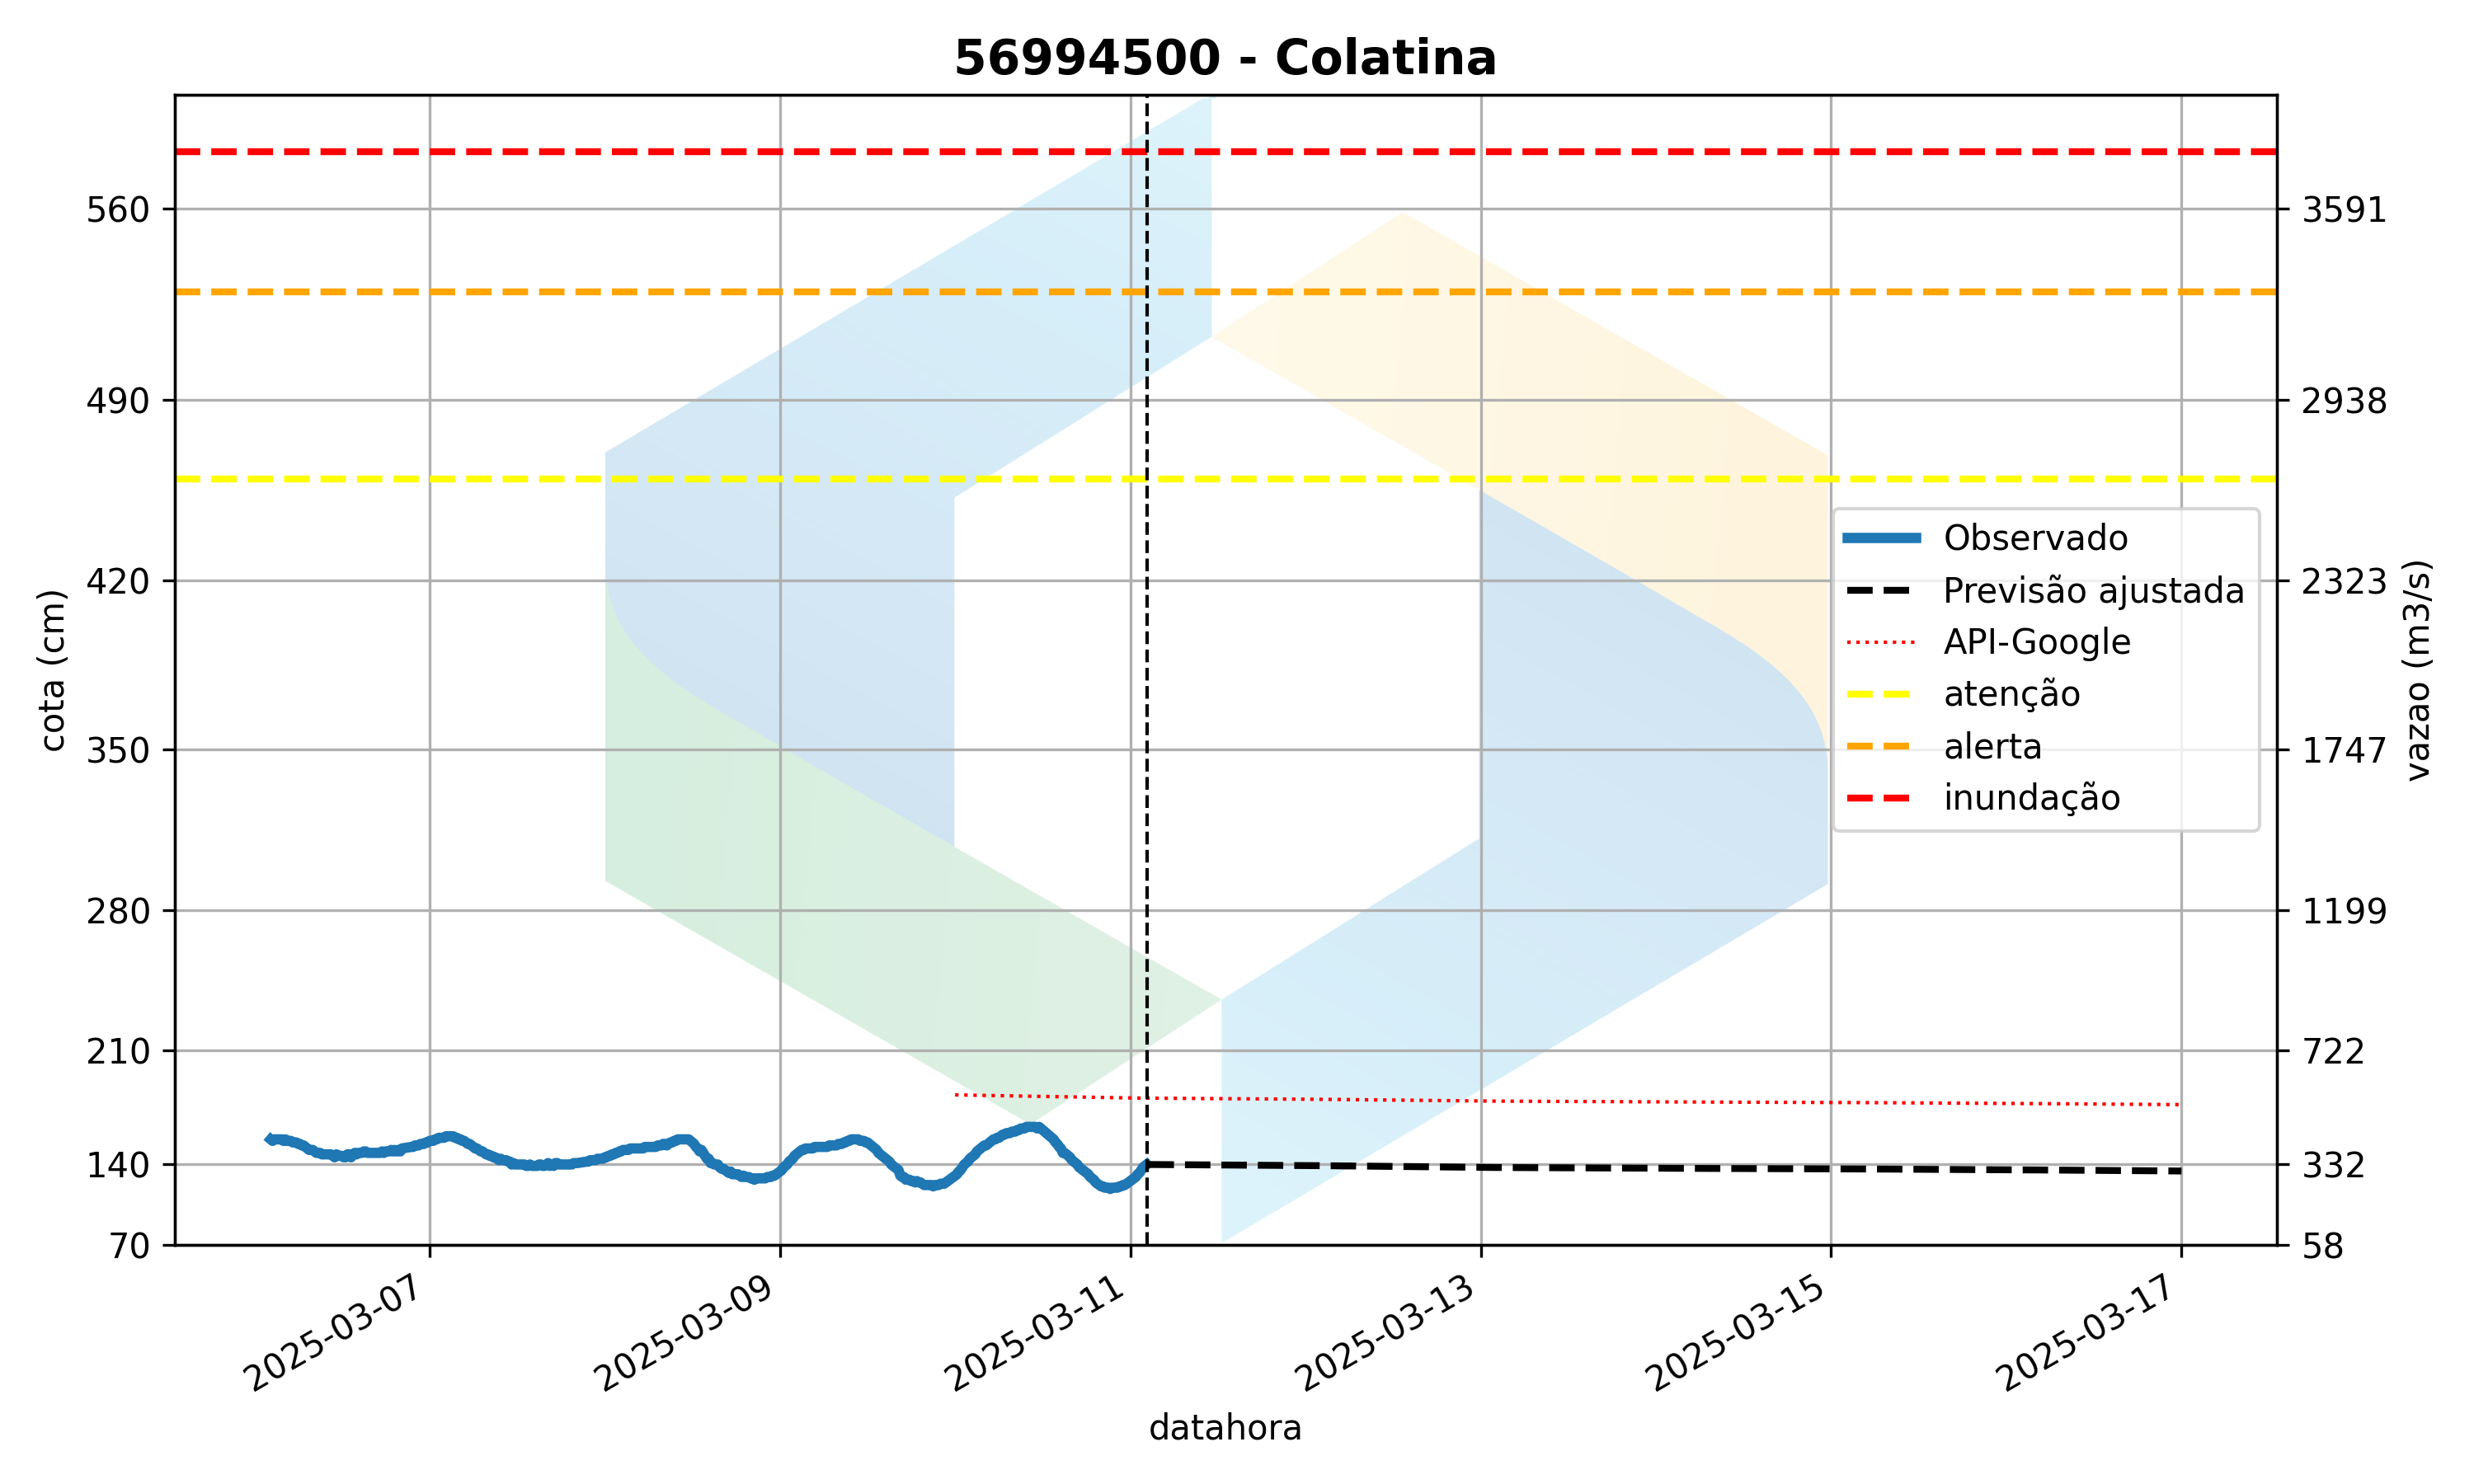 56994500 - Colatina
560
490
420
350
280
210
140
70
cota (cm)
3591
2938
2323
1747
1199
722
332
58
vazao (m3/s)
Observado
Previsão ajustada
API-Google
atenção
alerta
inundação
2025-03-07
2025-03-09
2025-03-11
2025-03-13
2025-03-15
2025-03-17
datahora